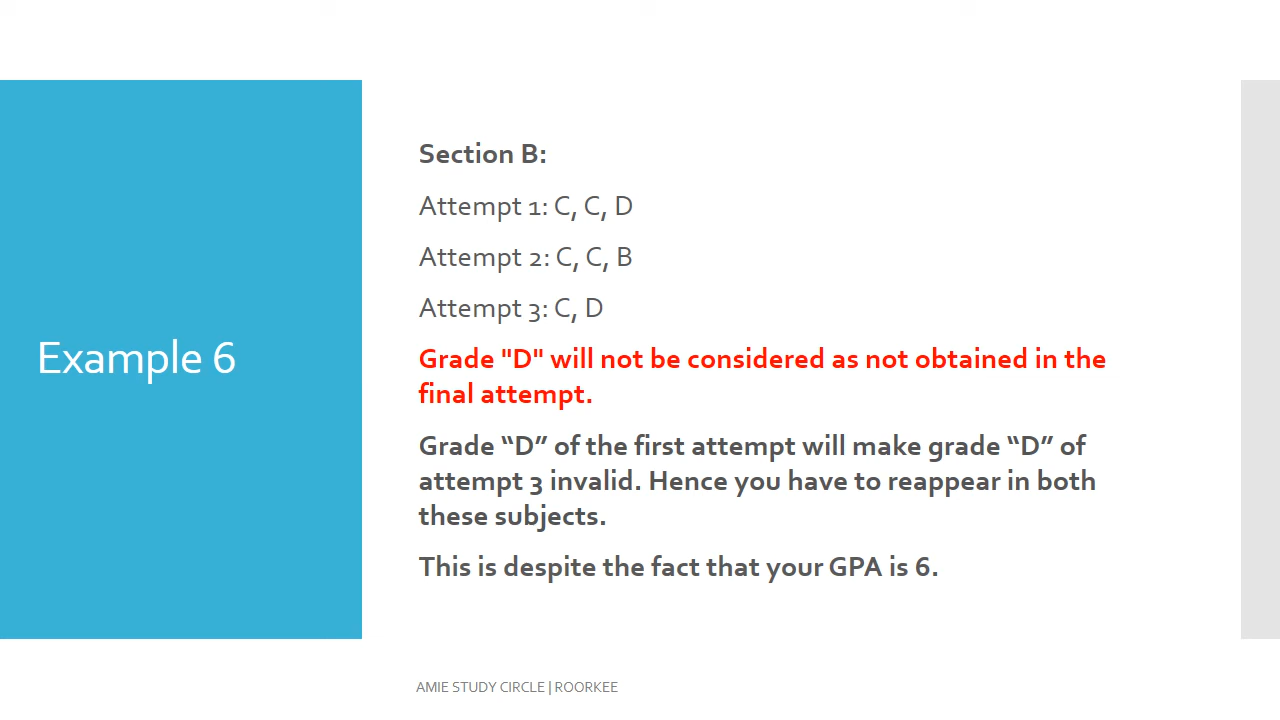 Example 6
Section B:
Attempt 1: C, C, D
Attempt 2: C, C, B
Attempt 3: C, D
Grade "D" will not be considered as not obtained in the
final attempt.
Grade “D” of the first attempt will make grade “D” of
attempt 3 invalid. Hence you have to reappear in both
these subjects.
This is despite the fact that your GPA is 6.
AMIE STUDY CIRCLE | ROORKEE